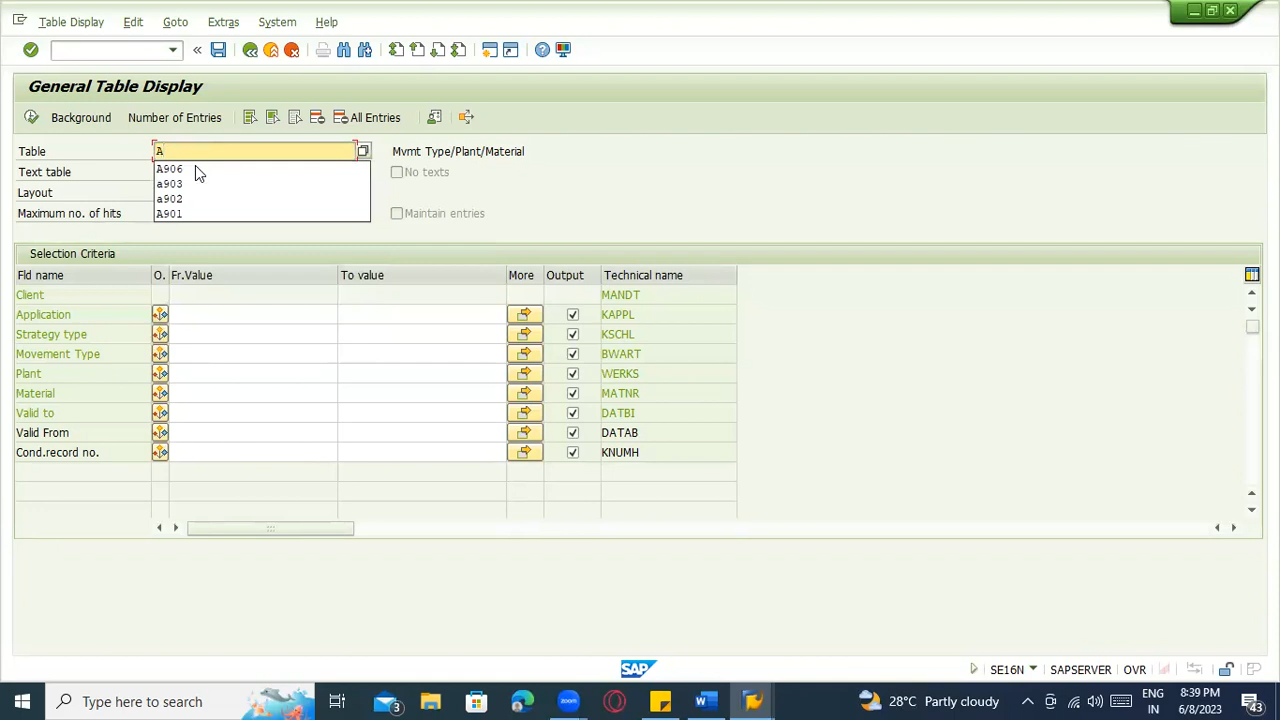 Table Display Edit Goto Extras System Help
General Table Display
Background Number of Entries All Entries
Table A Mvmt Type/Plant/Material
Text table No texts
Layout
Maximum no. of hits Maintain entries
A906
a903
a902
A901
Selection Criteria
Fld name O. Fr.Value To value More Output Technical name
Client MANDT
Application KAPPL
Strategy type KSCHL
Movement Type BWART
Plant WERKS
Material MATNR
Valid to DATBI
Valid From DATAB
Cond.record no. KNUMH
SAP SE16N SAPSERVER OVR
Type here to search 3 zoom 28°C Partly cloudy ENG 8:39 PM
IN 6/8/2023 43